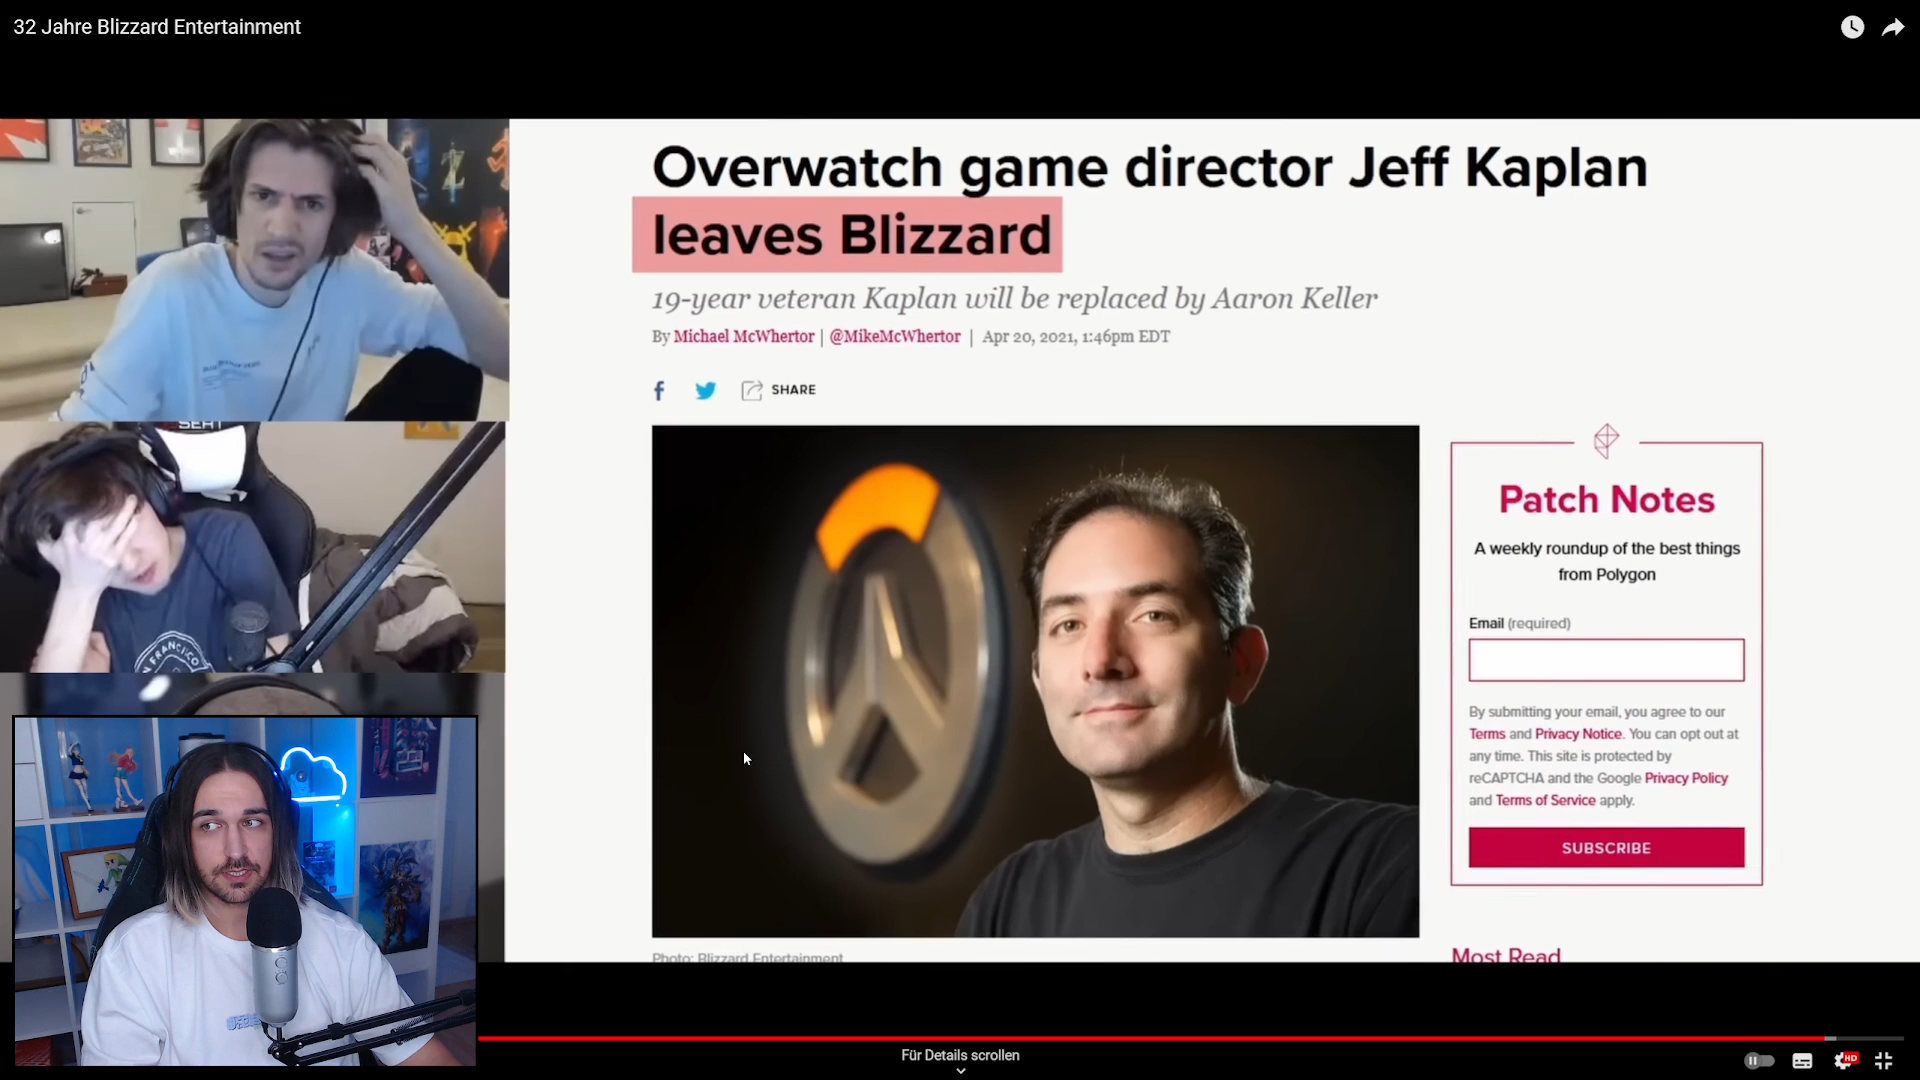 32 Jahre Blizzard Entertainment
Overwatch game director Jeff Kaplan
leaves Blizzard
19-year veteran Kaplan will be replaced by Aaron Keller
By Michael McWhertor | @MikeMcWhertor | Apr 20, 2021, 1:46pm EDT
SHARE
Patch Notes
A weekly roundup of the best things
from Polygon
Email (required)
By submitting your email, you agree to our
Terms and Privacy Notice. You can opt out at
any time. This site is protected by
reCAPTCHA and the Google Privacy Policy
and Terms of Service apply.
SUBSCRIBE
Photo: Blizzard Entertainment
Most Read
Für Details scrollen
HD